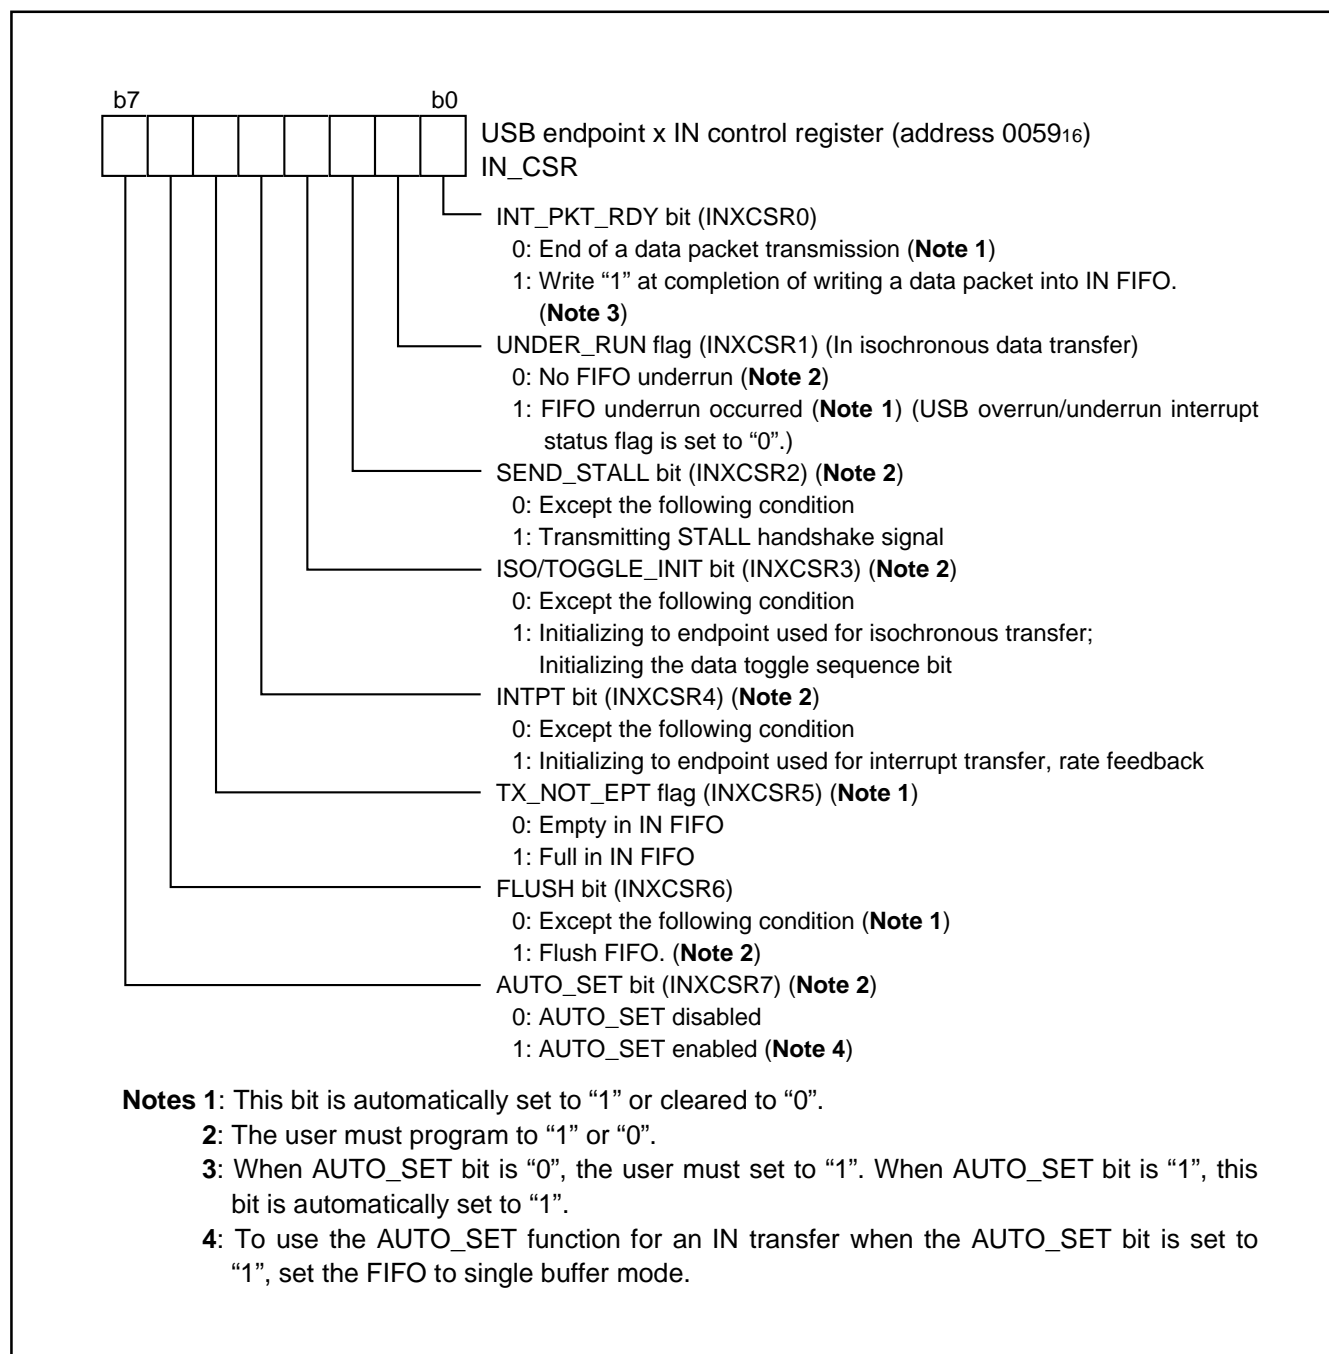 b7 b0
USB endpoint x IN control register (address 005916)
IN_CSR
INT_PKT_RDY bit (INXCSR0)
0: End of a data packet transmission (Note 1)
1: Write “1” at completion of writing a data packet into IN FIFO.
(Note 3)
UNDER_RUN flag (INXCSR1) (In isochronous data transfer)
0: No FIFO underrun (Note 2)
1: FIFO underrun occurred (Note 1) (USB overrun/underrun interrupt
status flag is set to “0”.)
SEND_STALL bit (INXCSR2) (Note 2)
0: Except the following condition
1: Transmitting STALL handshake signal
ISO/TOGGLE_INIT bit (INXCSR3) (Note 2)
0: Except the following condition
1: Initializing to endpoint used for isochronous transfer;
Initializing the data toggle sequence bit
INTPT bit (INXCSR4) (Note 2)
0: Except the following condition
1: Initializing to endpoint used for interrupt transfer, rate feedback
TX_NOT_EPT flag (INXCSR5) (Note 1)
0: Empty in IN FIFO
1: Full in IN FIFO
FLUSH bit (INXCSR6)
0: Except the following condition (Note 1)
1: Flush FIFO. (Note 2)
AUTO_SET bit (INXCSR7) (Note 2)
0: AUTO_SET disabled
1: AUTO_SET enabled (Note 4)
Notes 1: This bit is automatically set to “1” or cleared to “0”.
2: The user must program to “1” or “0”.
3: When AUTO_SET bit is “0”, the user must set to “1”. When AUTO_SET bit is “1”, this
bit is automatically set to “1”.
4: To use the AUTO_SET function for an IN transfer when the AUTO_SET bit is set to
“1”, set the FIFO to single buffer mode.